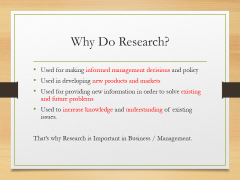 Why Do Research?
• Used for making informed management decisions and policy
• Used in developing new products and markets
• Used for providing new information in order to solve existing
and future problems
• Used to increase knowledge and understanding of existing
issues.
That's why Research is Important in Business / Management.